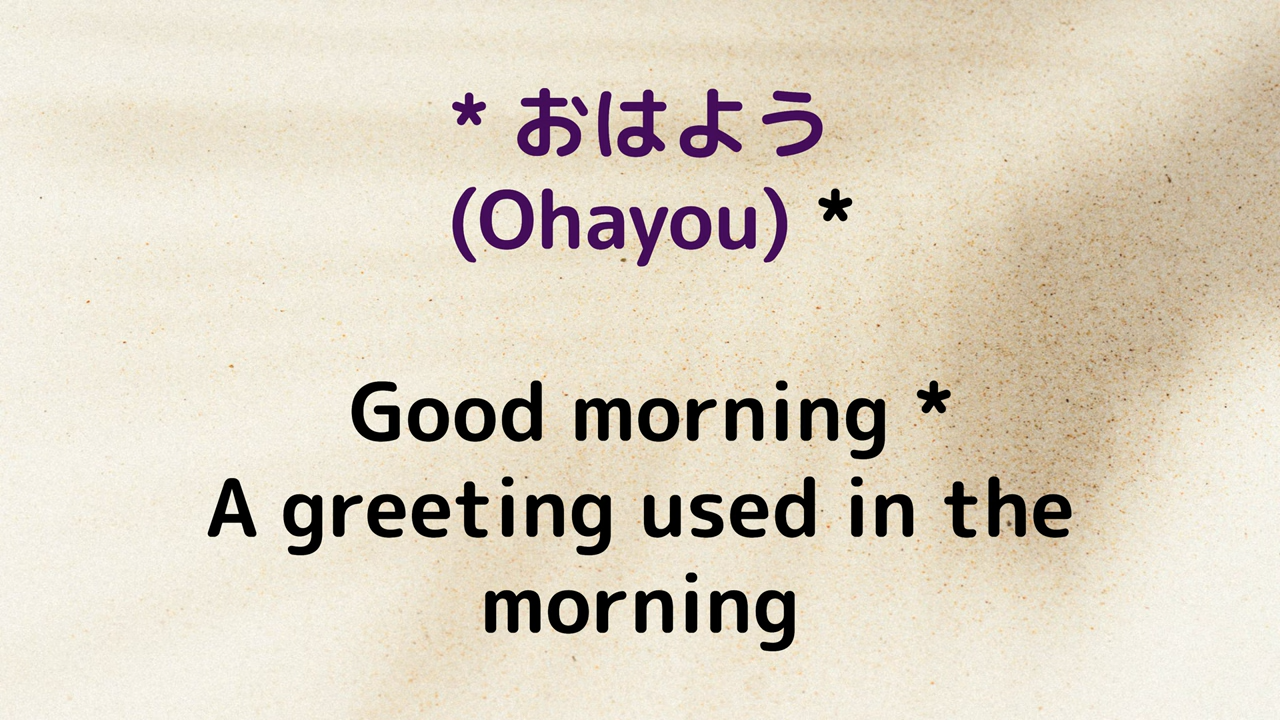 * おはよう
(Ohayou) *
Good morning *
A greeting used in the
morning